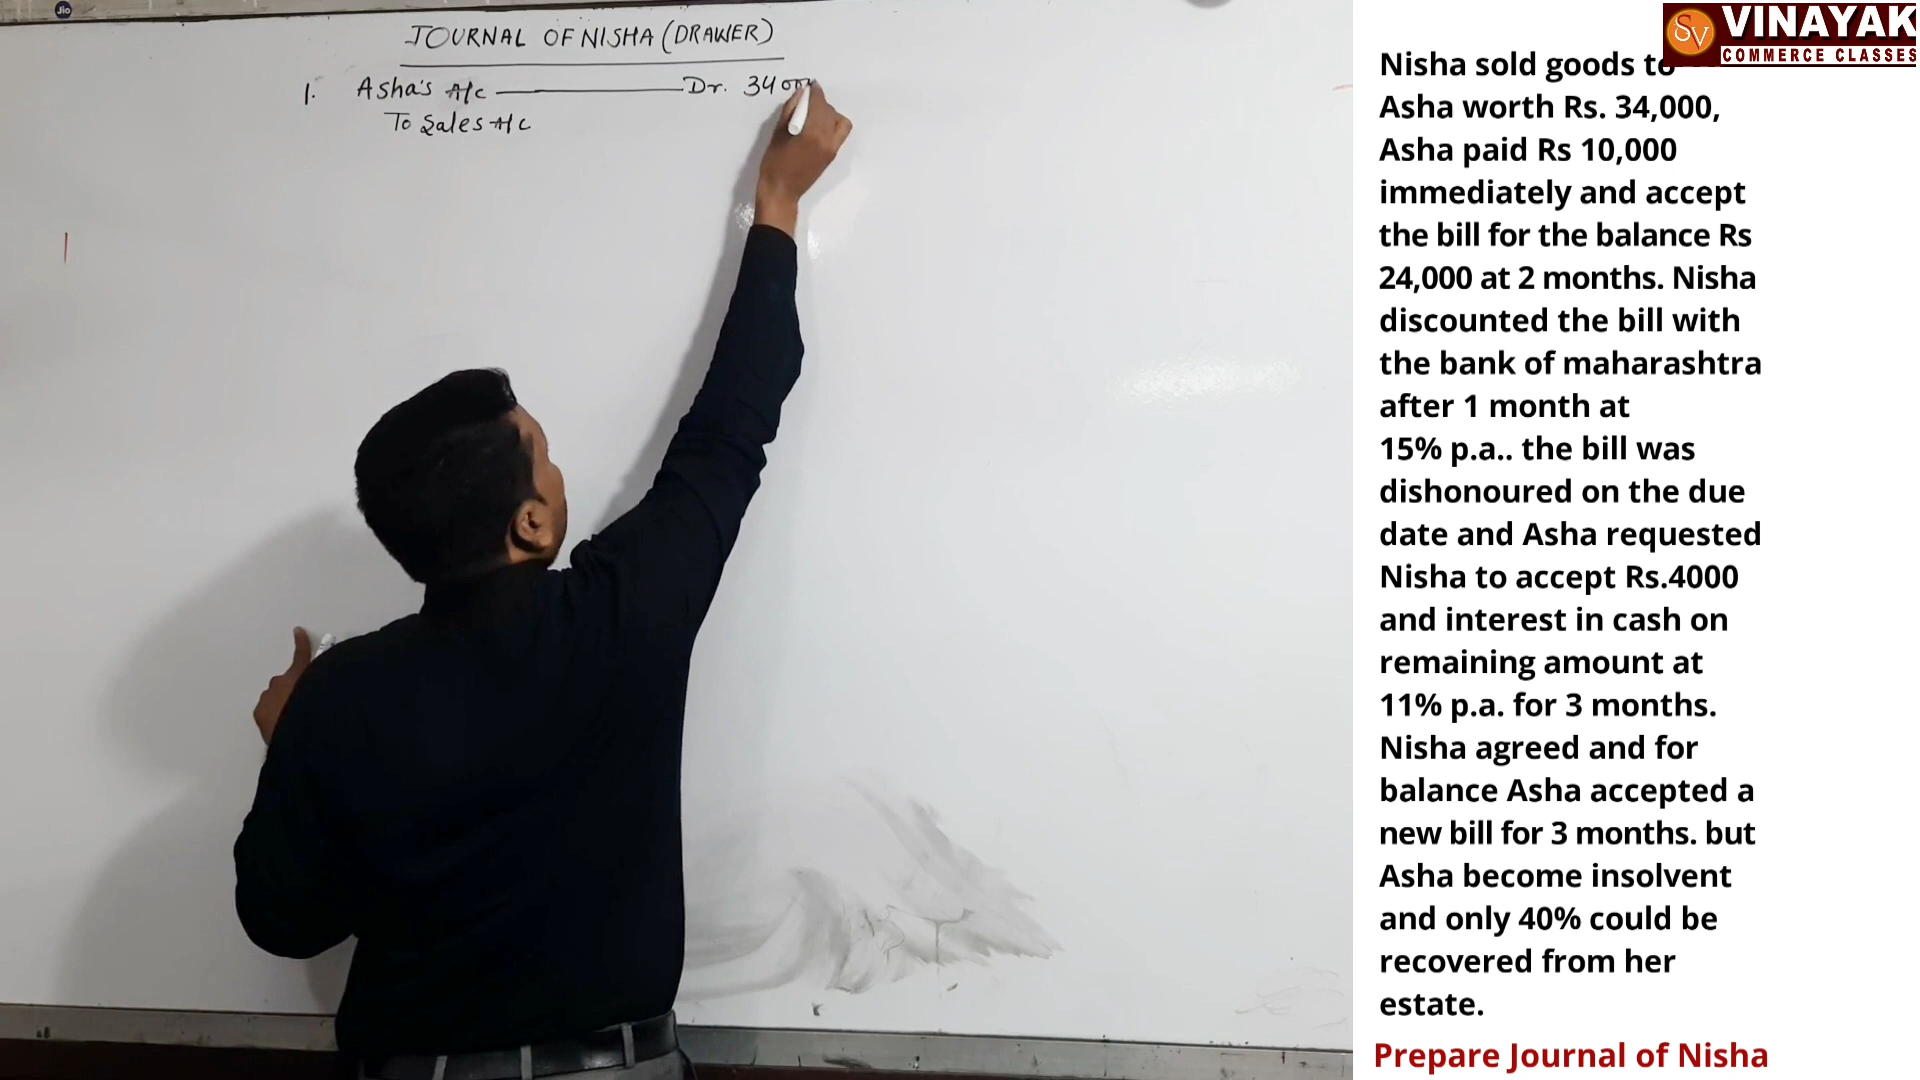 Jio
JOURNAL OF NISHA (DRAWER)
1. Asha's A/c ——— Dr. 34000
To Sales A/c
SV VINAYAK
COMMERCE CLASSES
Nisha sold goods to
Asha worth Rs. 34,000,
Asha paid Rs 10,000
immediately and accept
the bill for the balance Rs
24,000 at 2 months. Nisha
discounted the bill with
the bank of maharashtra
after 1 month at
15% p.a.. the bill was
dishonoured on the due
date and Asha requested
Nisha to accept Rs.4000
and interest in cash on
remaining amount at
11% p.a. for 3 months.
Nisha agreed and for
balance Asha accepted a
new bill for 3 months. but
Asha become insolvent
and only 40% could be
recovered from her
estate.
Prepare Journal of Nisha